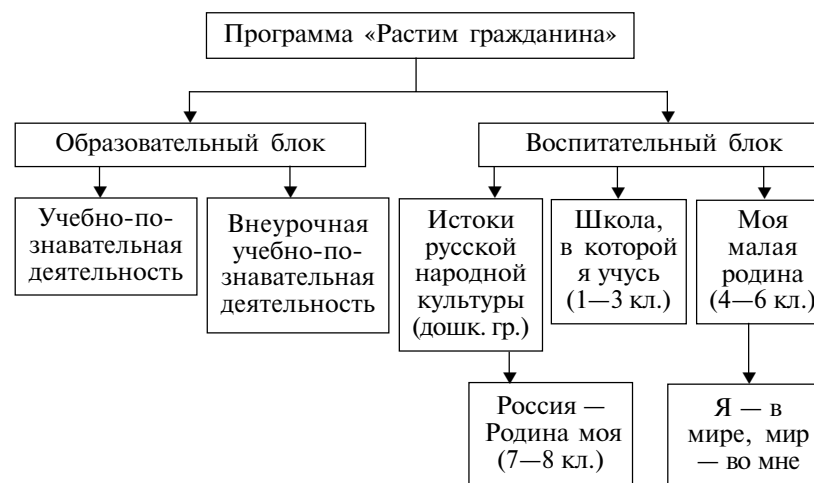 Программа «Растим гражданина»
Образовательный блок
Воспитательный блок
Учебно-по-
знавательная
деятельность
Внеурочная
учебно-по-
знавательная
деятельность
Истоки
русской
народной
культуры
(дошк. гр.)
Школа,
в которой
я учусь
(1—3 кл.)
Моя
малая
родина
(4—6 кл.)
Россия —
Родина моя
(7—8 кл.)
Я — в
мире, мир
— во мне